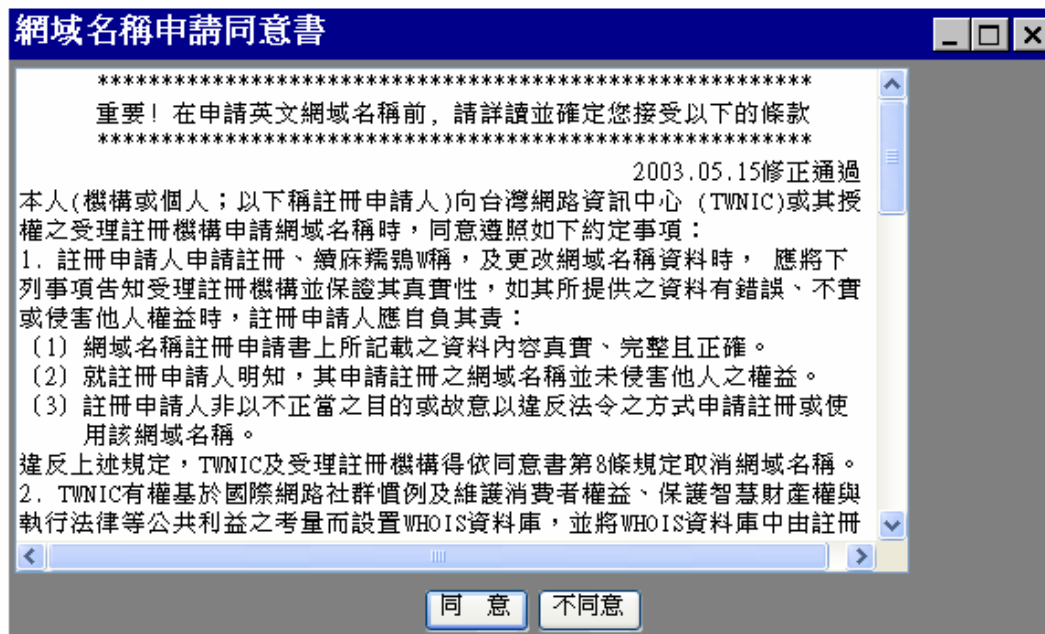 網域名稱申請同意書
********************************************************
重要! 在申請英文網域名稱前, 請詳讀並確定您接受以下的條款
********************************************************
2003.05.15修正通過
本人(機構或個人；以下稱註冊申請人)向台灣網路資訊中心 (TWNIC)或其授
權之受理註冊機構申請網域名稱時，同意遵照如下約定事項：
1. 註冊申請人申請註冊、續麻糯鴞W稱，及更改網域名稱資料時， 應將下
列事項告知受理註冊機構並保證其真實性，如其所提供之資料有錯誤、不實
或侵害他人權益時，註冊申請人應自負其責：
(1) 網域名稱註冊申請書上所記載之資料內容真實、完整且正確。
(2) 就註冊申請人明知，其申請註冊之網域名稱並未侵害他人之權益。
(3) 註冊申請人非以不正當之目的或故意以違反法令之方式申請註冊或使
用該網域名稱。
違反上述規定，TWNIC及受理註冊機構得依同意書第8條規定取消網域名稱。
2. TWNIC有權基於國際網路社群慣例及維護消費者權益、保護智慧財產權與
執行法律等公共利益之考量而設置WHOIS資料庫，並將WHOIS資料庫中由註冊
同 意 不同意